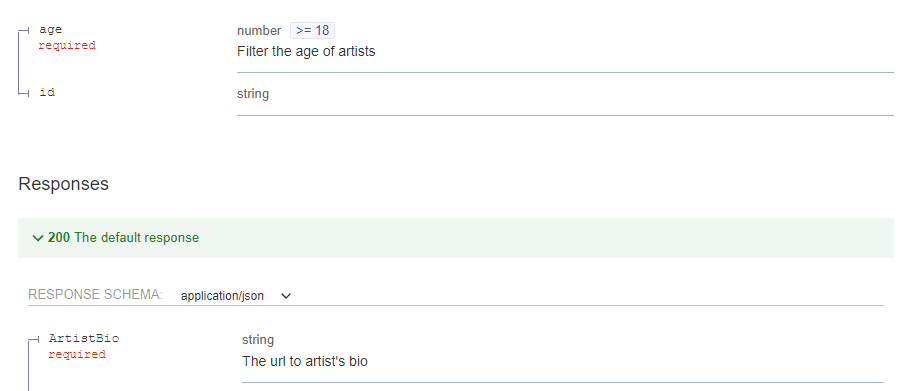 age number >= 18
required Filter the age of artists
id string
Responses
200 The default response
RESPONSE SCHEMA: application/json
ArtistBio string
required The url to artist's bio